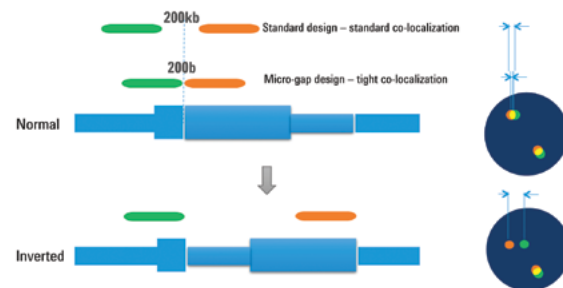 200kb
Standard design – standard co-localization
200b
Micro-gap design – tight co-localization
Normal
Inverted